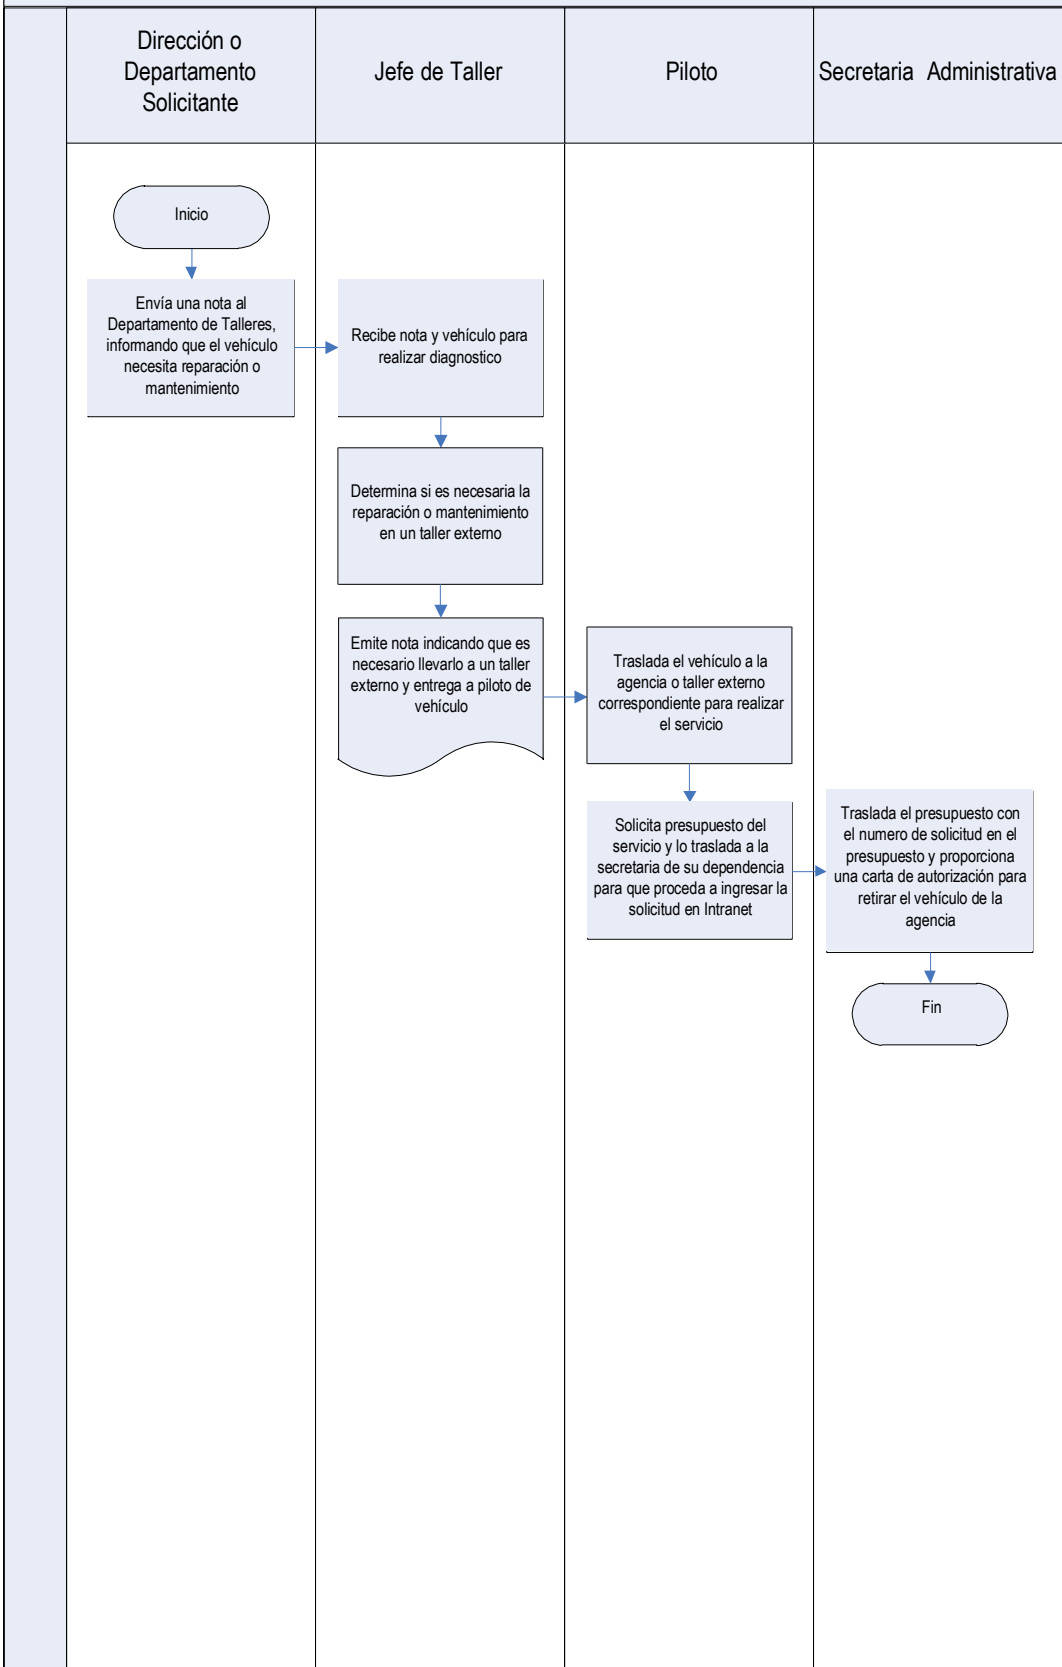 Dirección o
Departamento
Solicitante
Jefe de Taller
Piloto
Secretaria Administrativa
Inicio
Envía una nota al
Departamento de Talleres,
informando que el vehículo
necesita reparación o
mantenimiento
Recibe nota y vehículo para
realizar diagnostico
Determina si es necesaria la
reparación o mantenimiento
en un taller externo
Emite nota indicando que es
necesario llevarlo a un taller
externo y entrega a piloto de
vehículo
Traslada el vehículo a la
agencia o taller externo
correspondiente para realizar
el servicio
Solicita presupuesto del
servicio y lo traslada a la
secretaria de su dependencia
para que proceda a ingresar la
solicitud en Intranet
Traslada el presupuesto con
el numero de solicitud en el
presupuesto y proporciona
una carta de autorización para
retirar el vehículo de la
agencia
Fin